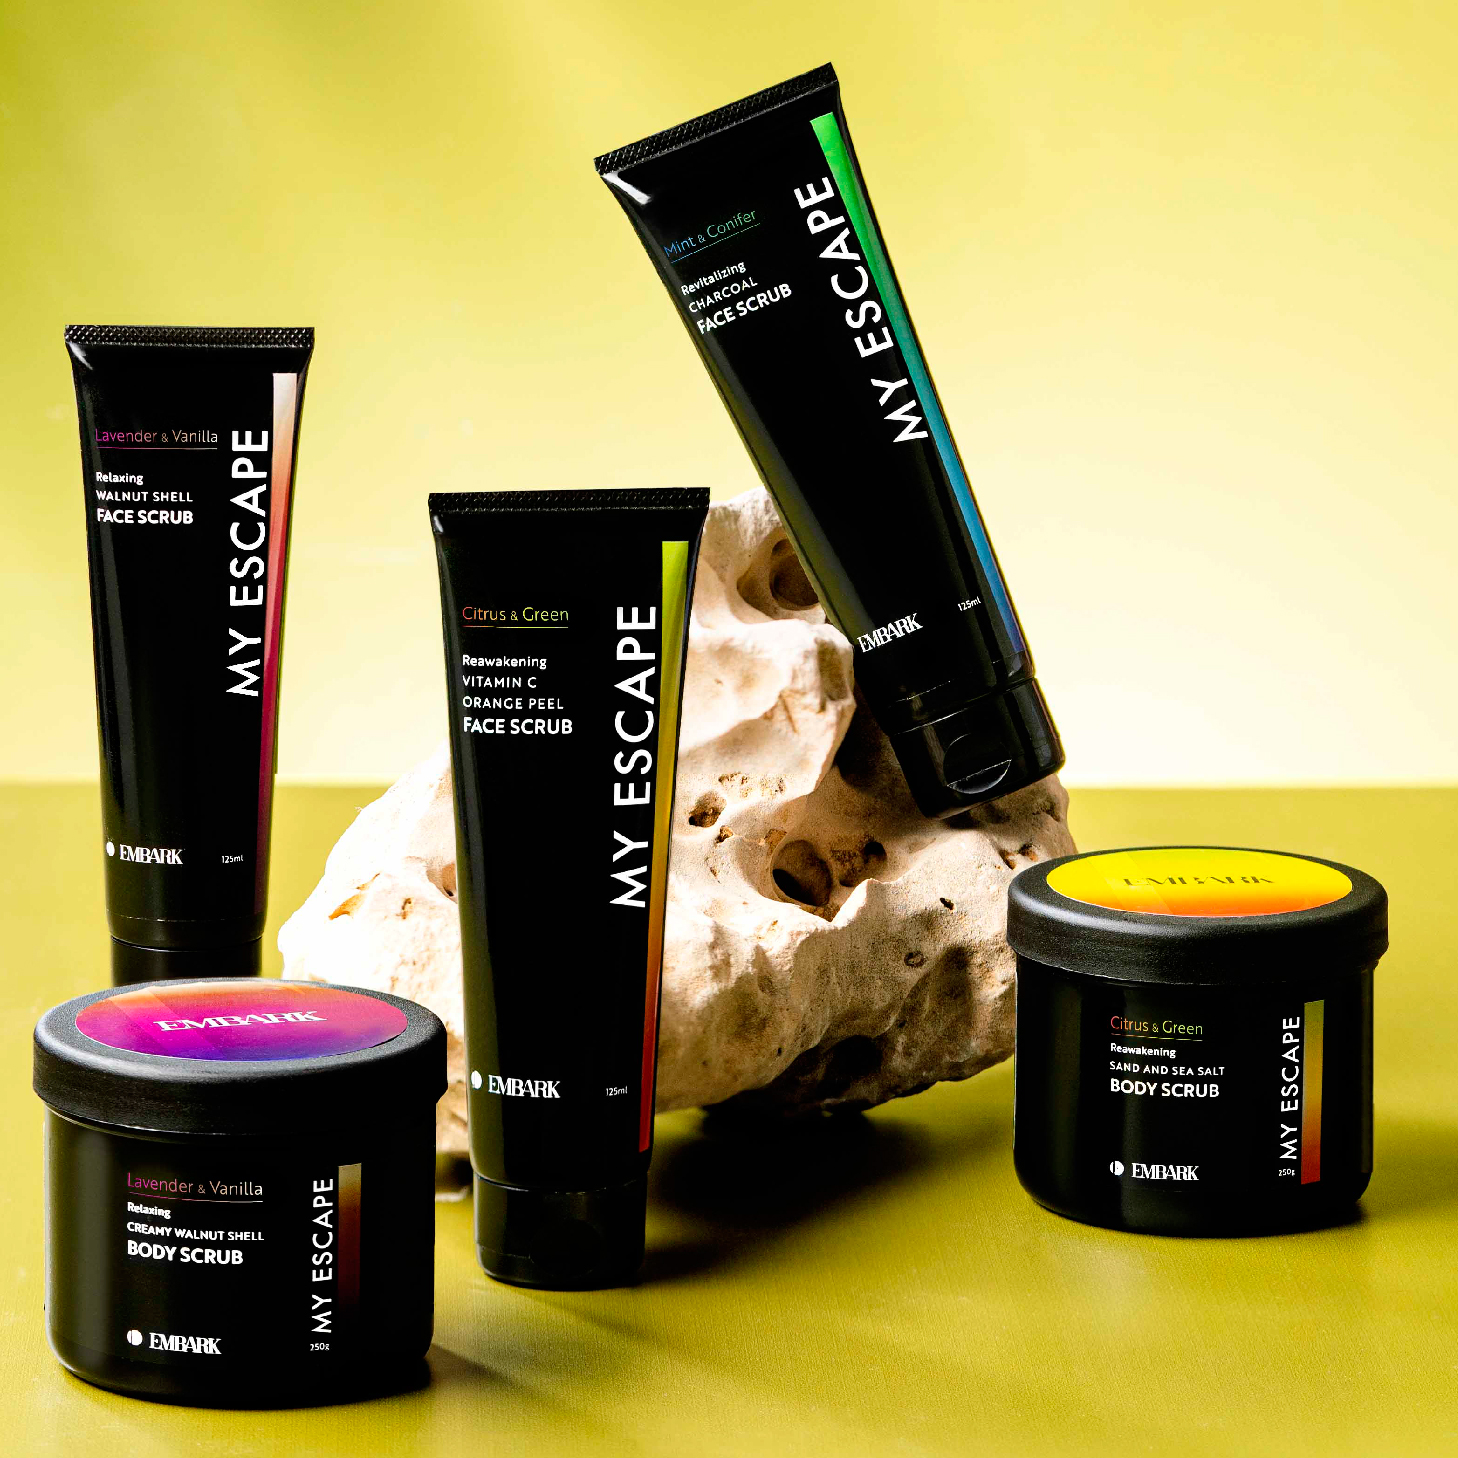 Mint & Conifer
Revitalizing
CHARCOAL
FACE SCRUB
MY ESCAPE
EMBARK
125ml
Lavender & Vanilla
Relaxing
WALNUT SHELL
FACE SCRUB
MY ESCAPE
EMBARK
125ml
Citrus & Green
Reawakening
VITAMIN C
ORANGE PEEL
FACE SCRUB
MY ESCAPE
EMBARK
125ml
EMBARK
Citrus & Green
Reawakening
SAND AND SEA SALT
BODY SCRUB
MY ESCAPE
250g
EMBARK
EMBARK
Lavender & Vanilla
Relaxing
CREAMY WALNUT SHELL
BODY SCRUB
MY ESCAPE
250g
EMBARK